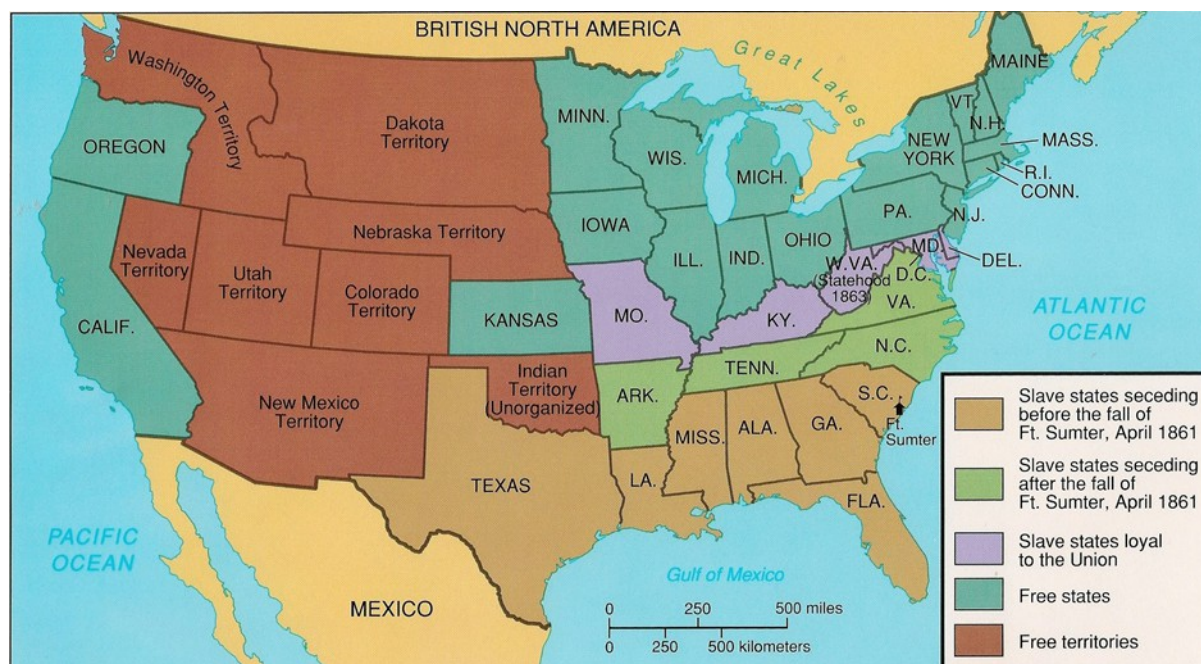 BRITISH NORTH AMERICA
Great Lakes
Washington Territory
Dakota
Territory
MINN.
MAINE
VT.
N.H.
MASS.
OREGON
WIS.
MICH.
NEW
YORK
R.I.
CONN.
Nebraska Territory
IOWA
PA.
N.J.
Nevada
Territory
Utah
Territory
Colorado
Territory
ILL.
IND.
OHIO
W.VA.
(Statehood
1863)
MD.
D.C.
DEL.
VA.
CALIF.
KANSAS
MO.
KY.
ATLANTIC
OCEAN
New Mexico
Territory
Indian
Territory
(Unorganized)
ARK.
TENN.
N.C.
S.C.
Ft.
Sumter
MISS.
ALA.
GA.
TEXAS
LA.
FLA.
PACIFIC
OCEAN
MEXICO
Gulf of Mexico
0 250 500 miles
0 250 500 kilometers
Slave states seceding
before the fall of
Ft. Sumter, April 1861
Slave states seceding
after the fall of
Ft. Sumter, April 1861
Slave states loyal
to the Union
Free states
Free territories